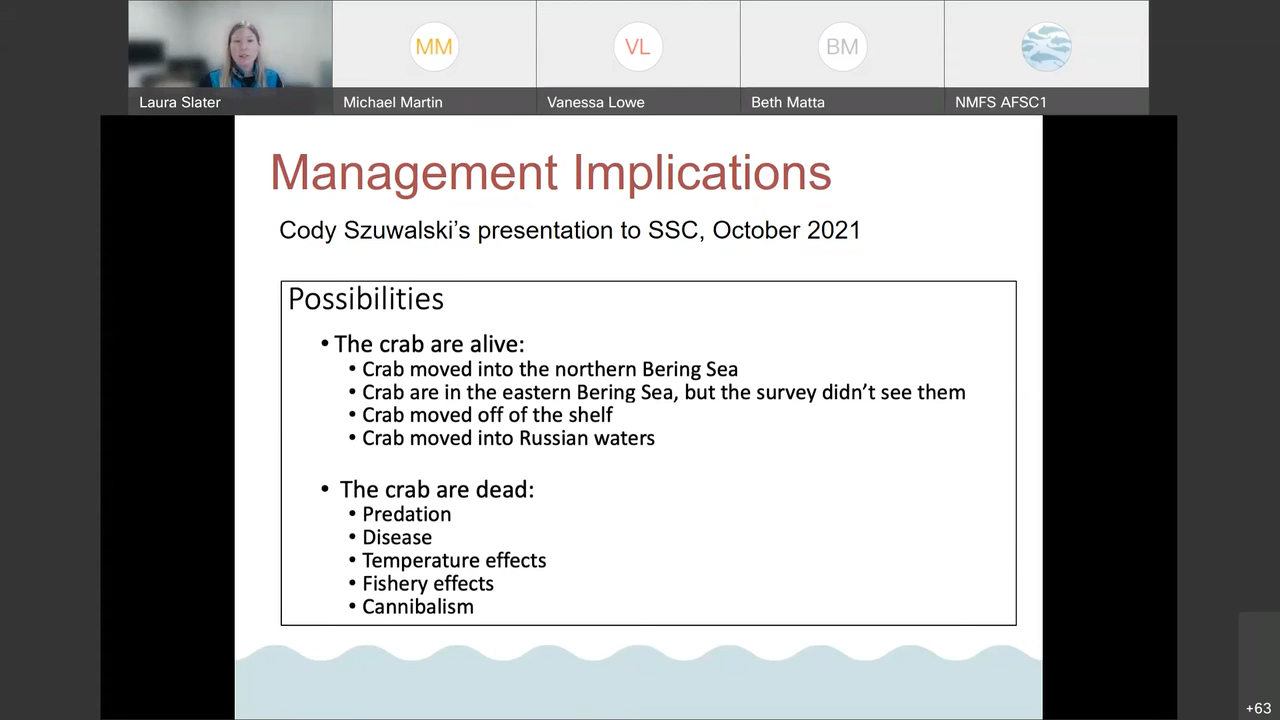 MM
VL
BM
Laura Slater
Michael Martin
Vanessa Lowe
Beth Matta
NMFS AFSC1
Management Implications
Cody Szuwalski’s presentation to SSC, October 2021
Possibilities
• The crab are alive:
• Crab moved into the northern Bering Sea
• Crab are in the eastern Bering Sea, but the survey didn’t see them
• Crab moved off of the shelf
• Crab moved into Russian waters
• The crab are dead:
• Predation
• Disease
• Temperature effects
• Fishery effects
• Cannibalism
+63